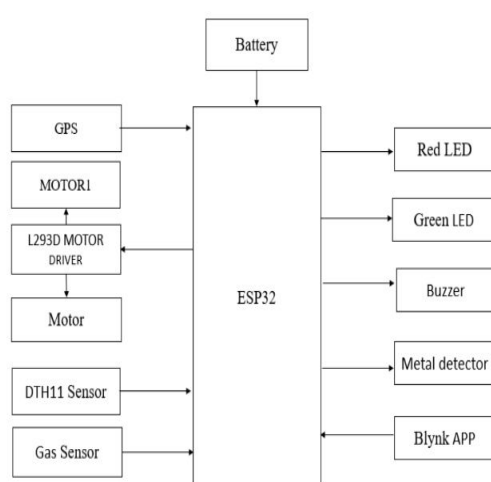 Battery
GPS
MOTOR1
L293D MOTOR
DRIVER
Motor
DTH11 Sensor
Gas Sensor
ESP32
Red LED
Green LED
Buzzer
Metal detector
Blynk APP